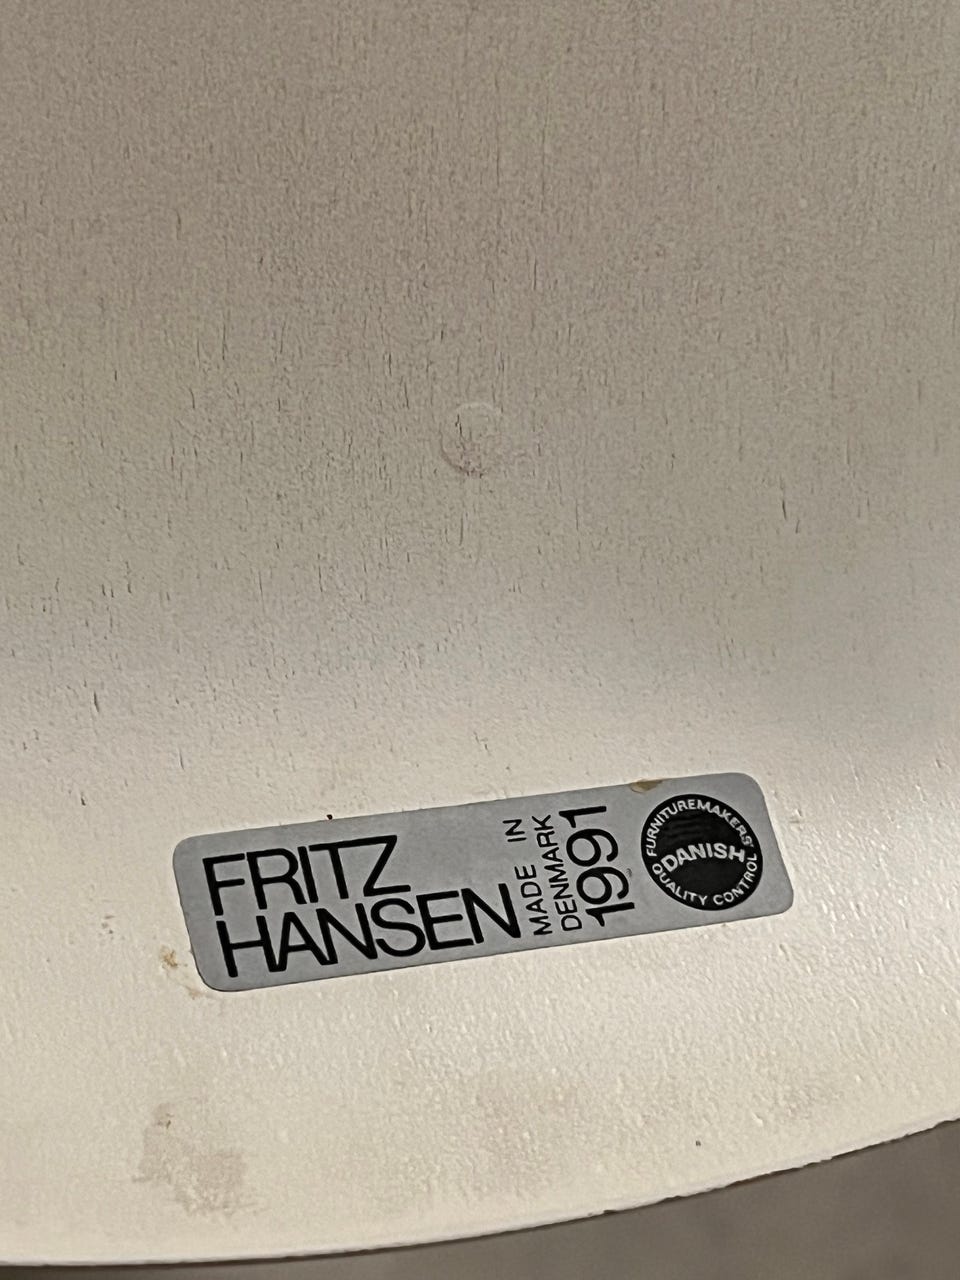 FRITZ
HANSEN
MADE IN
DENMARK
1991
FURNITUREMAKERS'
DANISH
QUALITY CONTROL